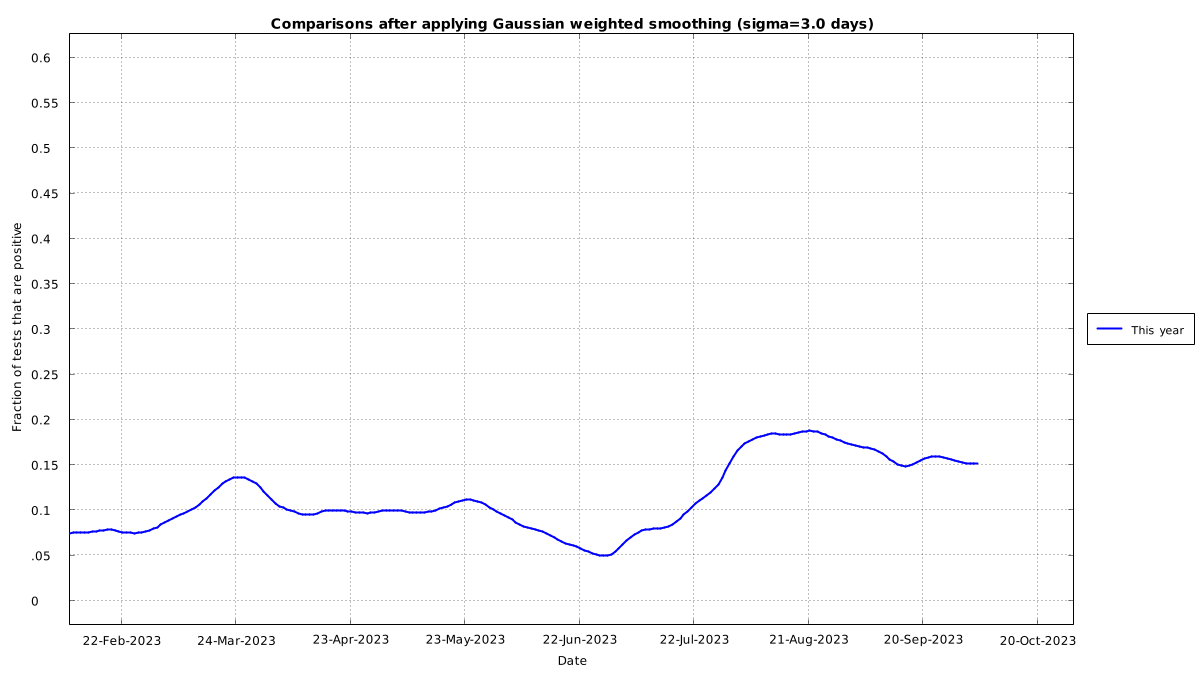 Comparisons after applying Gaussian weighted smoothing (sigma=3.0 days)
Fraction of tests that are positive
0.6
0.55
0.5
0.45
0.4
0.35
0.3
0.25
0.2
0.15
0.1
.05
0
22-Feb-2023 24-Mar-2023 23-Apr-2023 23-May-2023 22-Jun-2023 22-Jul-2023 21-Aug-2023 20-Sep-2023 20-Oct-2023
Date
This year